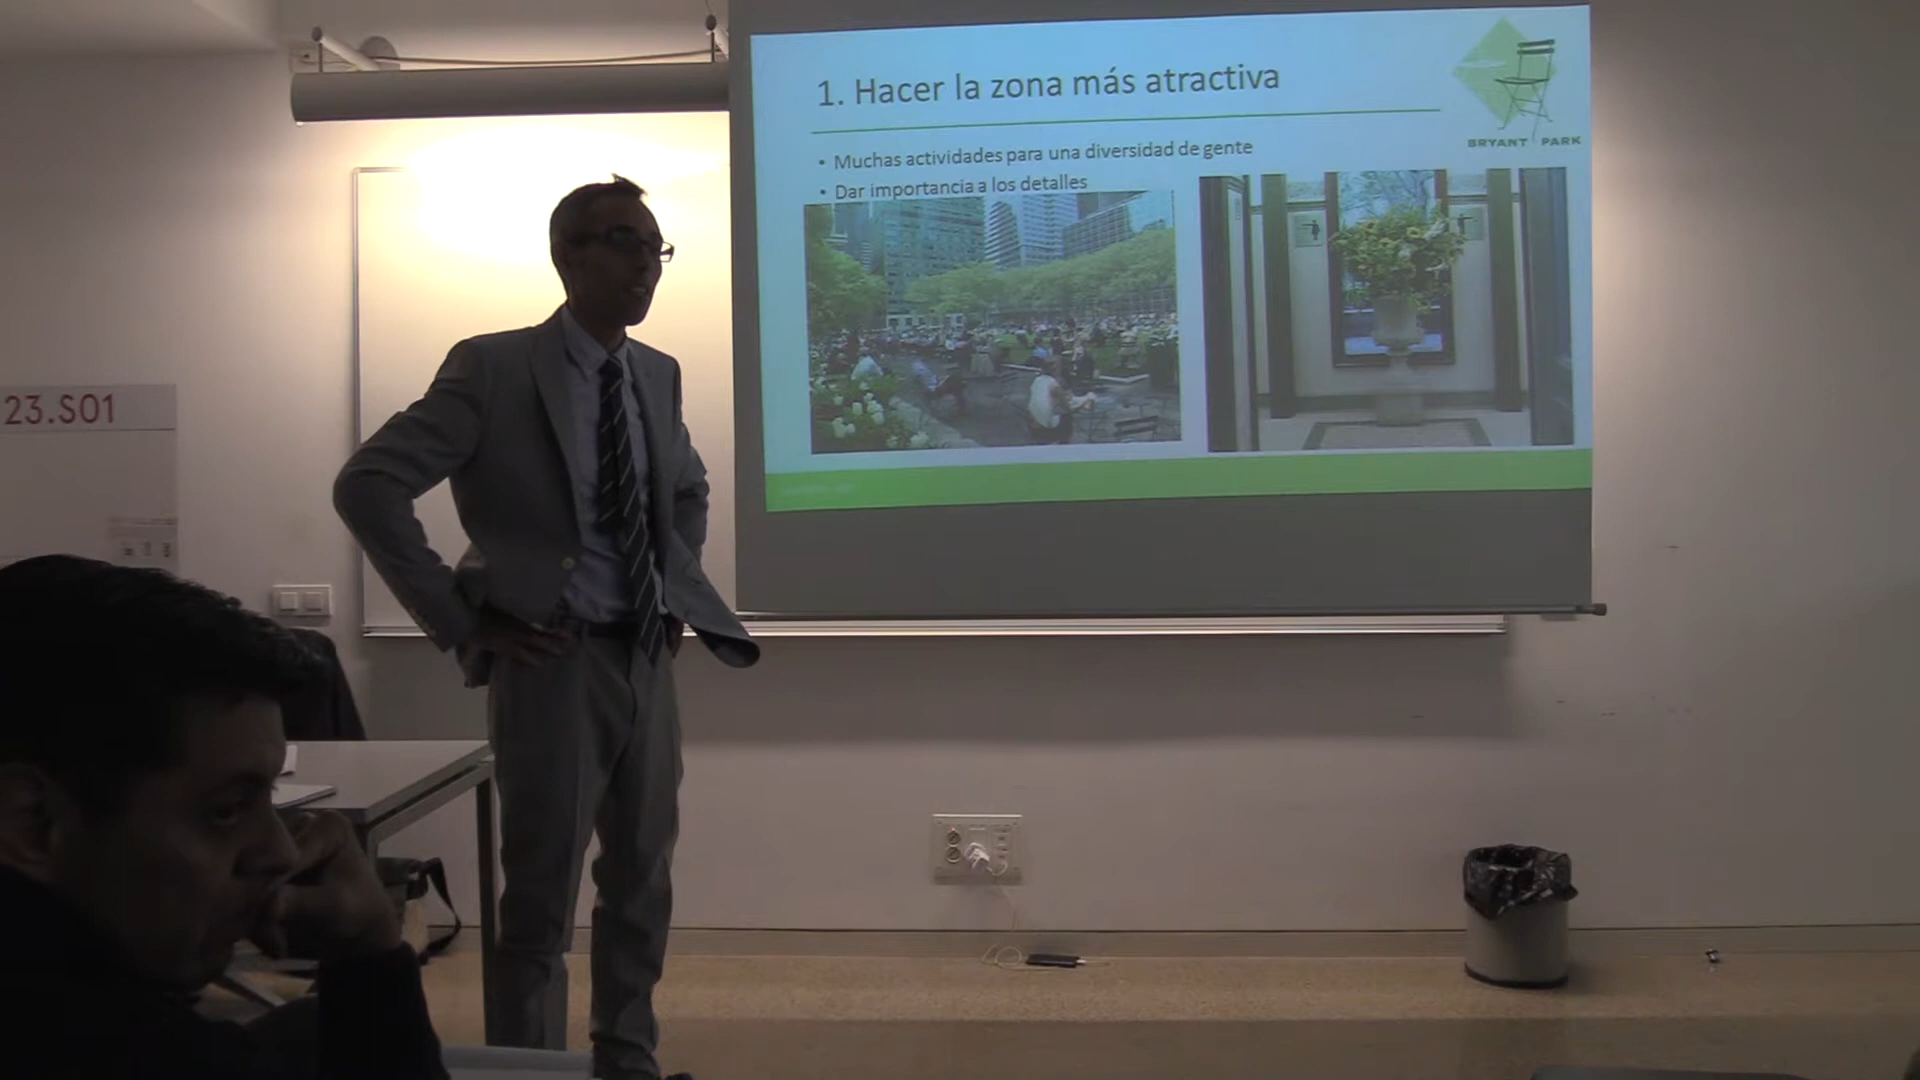 1. Hacer la zona más atractiva
BRYANT PARK
• Muchas actividades para una diversidad de gente
• Dar importancia a los detalles
23.S01